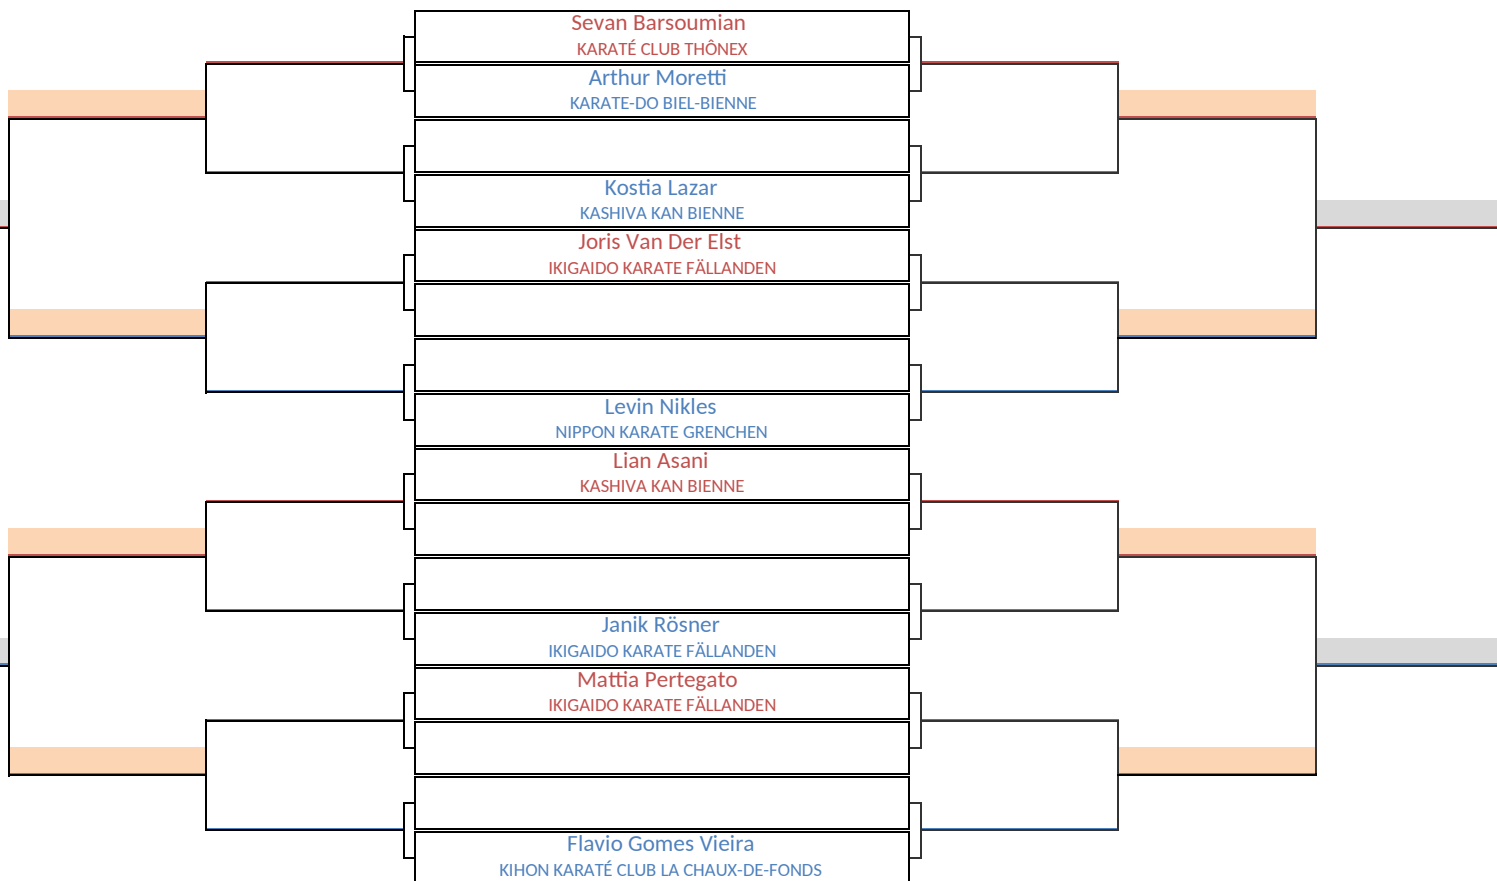 Sevan Barsoumian
KARATÉ CLUB THÔNEX
Arthur Moretti
KARATE-DO BIEL-BIENNE
Kostia Lazar
KASHIVA KAN BIENNE
Joris Van Der Elst
IKIGAIDO KARATE FÄLLANDEN
Levin Nikles
NIPPON KARATE GRENCHEN
Lian Asani
KASHIVA KAN BIENNE
Janik Rösner
IKIGAIDO KARATE FÄLLANDEN
Mattia Pertegato
IKIGAIDO KARATE FÄLLANDEN
Flavio Gomes Vieira
KIHON KARATÉ CLUB LA CHAUX-DE-FONDS